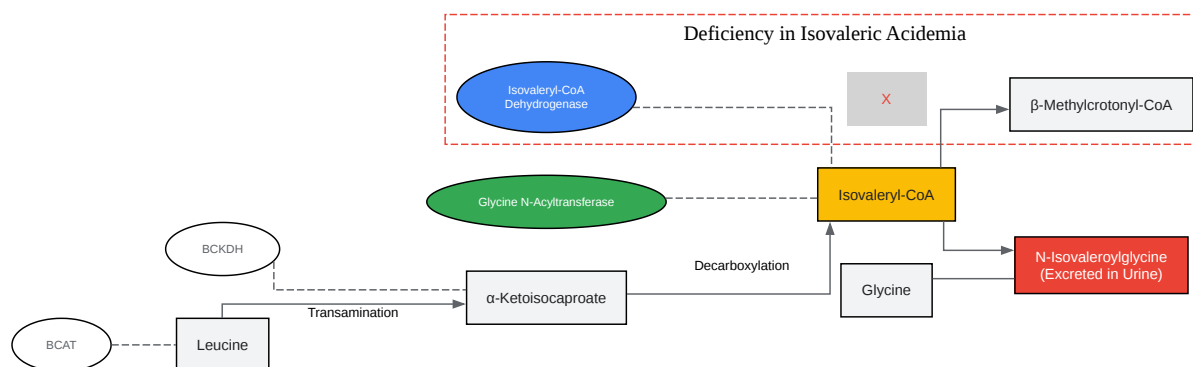 Deficiency in Isovaleric Acidemia
Isovaleryl-CoA
Dehydrogenase
X
β-Methylcrotonyl-CoA
Glycine N-Acyltransferase
Isovaleryl-CoA
BCKDH
N-Isovaleroylglycine
(Excreted in Urine)
Decarboxylation
α-Ketoisocaproate
Glycine
Transamination
BCAT
Leucine